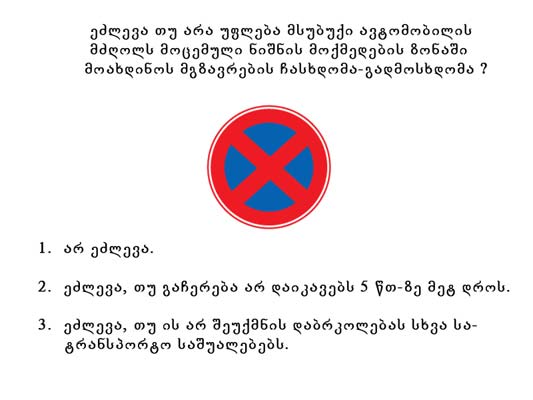 ეძლევა თუ არა უფლება მსუბუქი ავტომობილის
მძღოლს მოცემული ნიშნის მოქმედების ზონაში
მოახდინოს მგზავრების ჩასხდომა-გადმოსხდომა ?
1. არ ეძლევა.
2. ეძლევა, თუ გაჩერება არ დაიკავებს 5 წთ-ზე მეტ დროს.
3. ეძლევა, თუ ის არ შეუქმნის დაბრკოლებას სხვა სა-
ტრანსპორტო საშუალებებს.